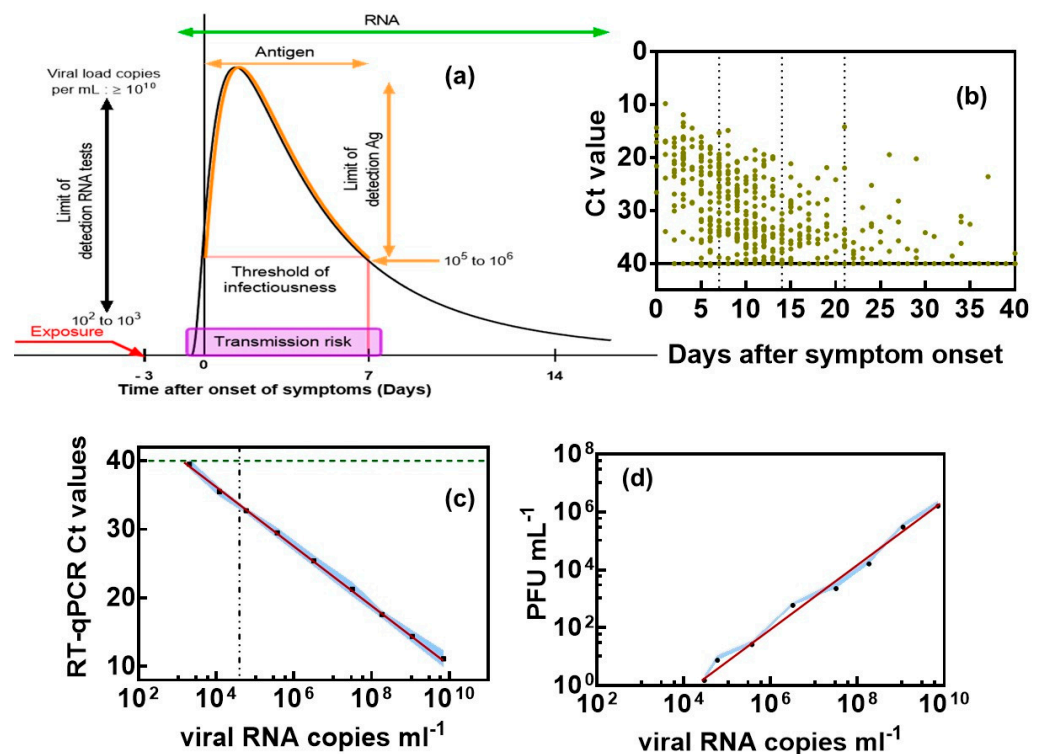 RNA
Antigen
(a)
Viral load copies
per mL : ≥ 10¹⁰
Limit of
detection RNA tests
Limit of
detection Ag
10⁵ to 10⁶
Threshold of
infectiousness
10² to 10³
Exposure
Transmission risk
- 3
0
7
14
Time after onset of symptoms (Days)
(b)
Ct value
0
10
20
30
40
0 5 10 15 20 25 30 35 40
Days after symptom onset
(c)
RT-qPCR Ct values
40
30
20
10
10² 10⁴ 10⁶ 10⁸ 10¹⁰
viral RNA copies ml⁻¹
(d)
PFU mL⁻¹
10⁸
10⁶
10⁴
10²
10⁰
10² 10⁴ 10⁶ 10⁸ 10¹⁰
viral RNA copies ml⁻¹